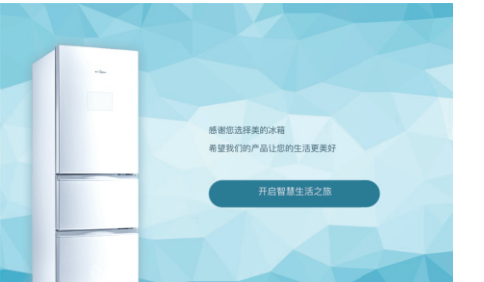 感谢您选择美的冰箱
希望我们的产品让您的生活更美好
开启智慧生活之旅